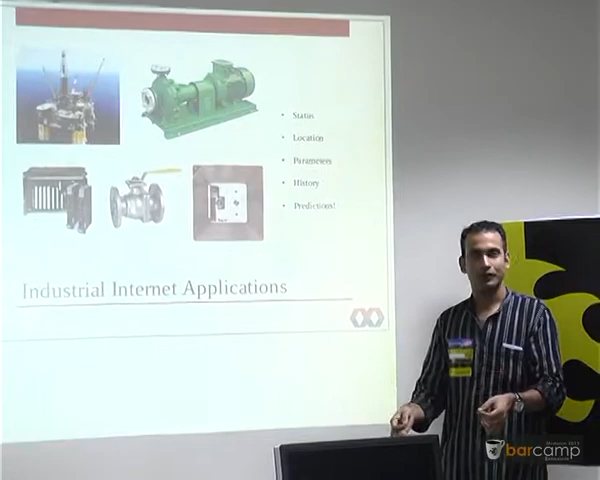 • Status
• Location
• Parameters
• History
• Predictions!
Industrial Internet Applications
barcamp